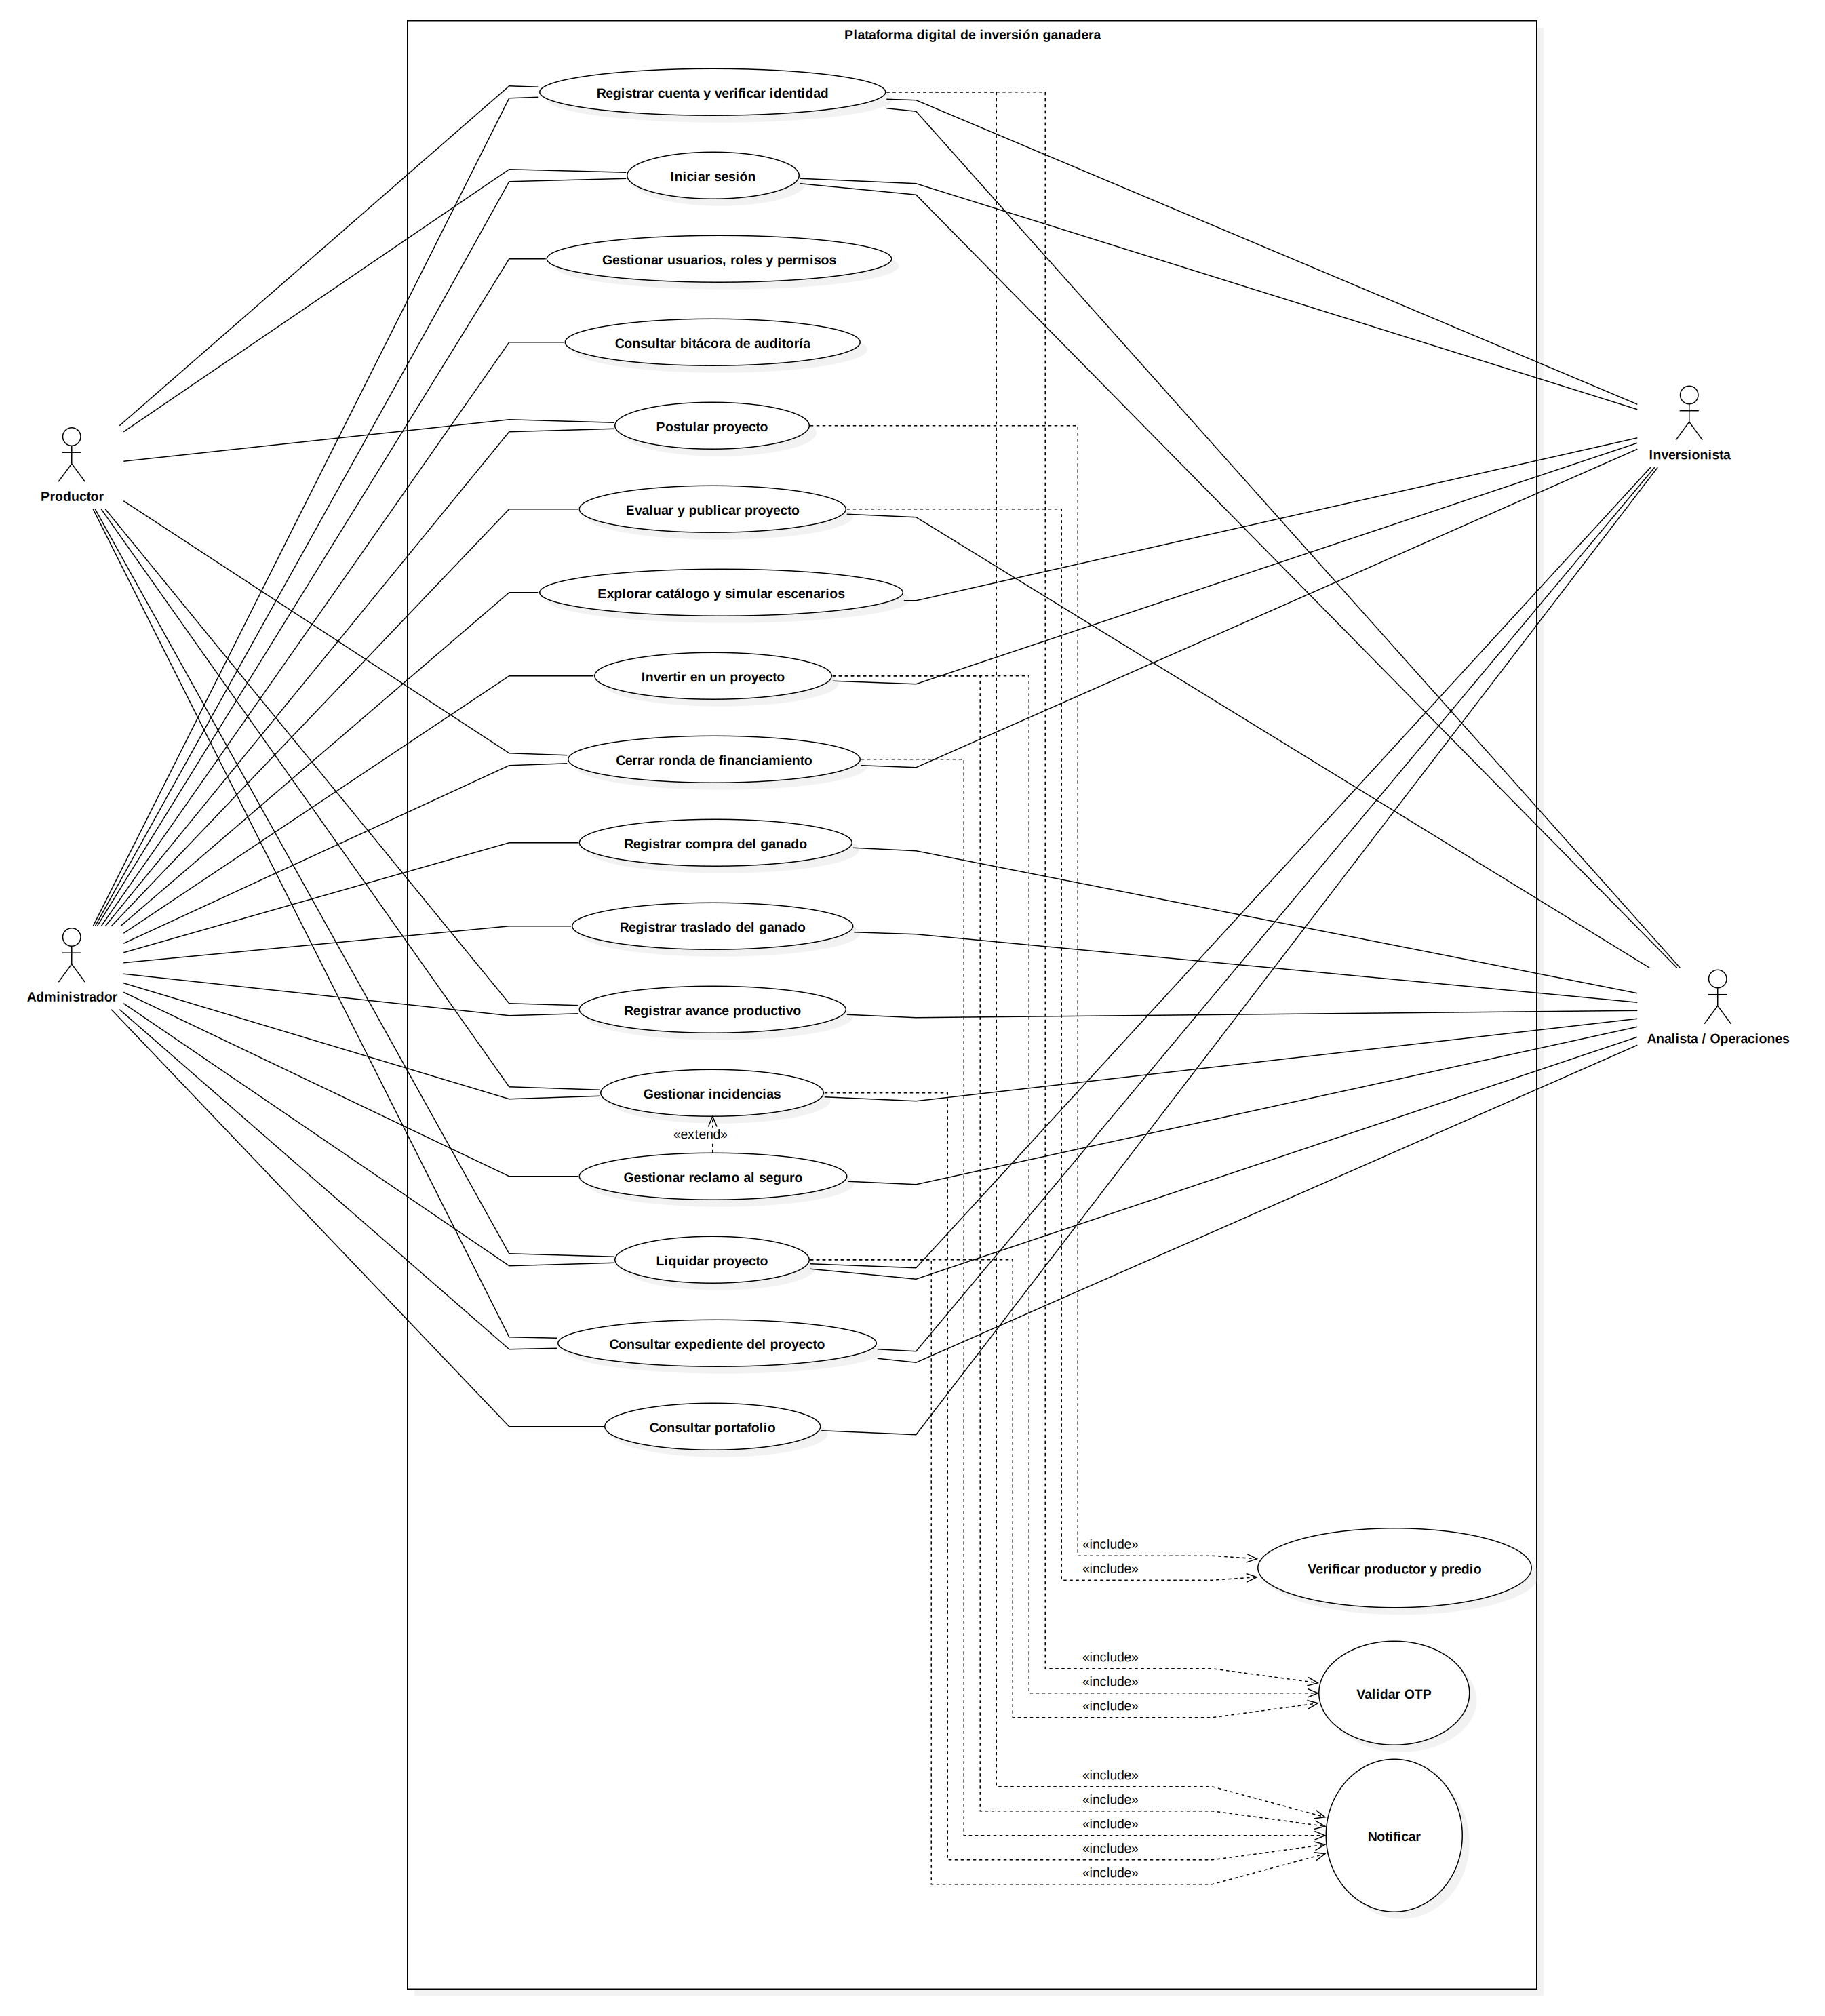 Plataforma digital de inversión ganadera
Registrar cuenta y verificar identidad
Iniciar sesión
Gestionar usuarios, roles y permisos
Consultar bitácora de auditoría
Postular proyecto
Inversionista
Productor
Evaluar y publicar proyecto
Explorar catálogo y simular escenarios
Invertir en un proyecto
Cerrar ronda de financiamiento
Registrar compra del ganado
Registrar traslado del ganado
Administrador
Registrar avance productivo
Analista / Operaciones
Gestionar incidencias
«extend»
Gestionar reclamo al seguro
Liquidar proyecto
Consultar expediente del proyecto
Consultar portafolio
«include»
«include»
Verificar productor y predio
«include»
«include»
Validar OTP
«include»
«include»
«include»
«include»
Notificar
«include»
«include»